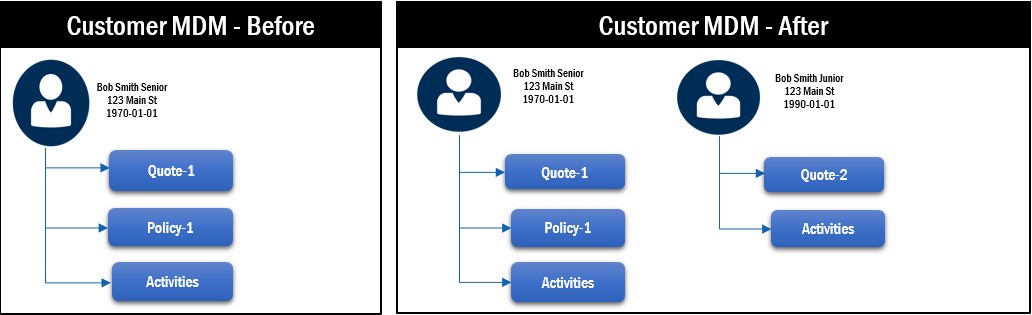 Customer MDM - Before
Bob Smith Senior
123 Main St
1970-01-01
Quote-1
Policy-1
Activities
Customer MDM - After
Bob Smith Senior
123 Main St
1970-01-01
Quote-1
Policy-1
Activities
Bob Smith Junior
123 Main St
1990-01-01
Quote-2
Activities